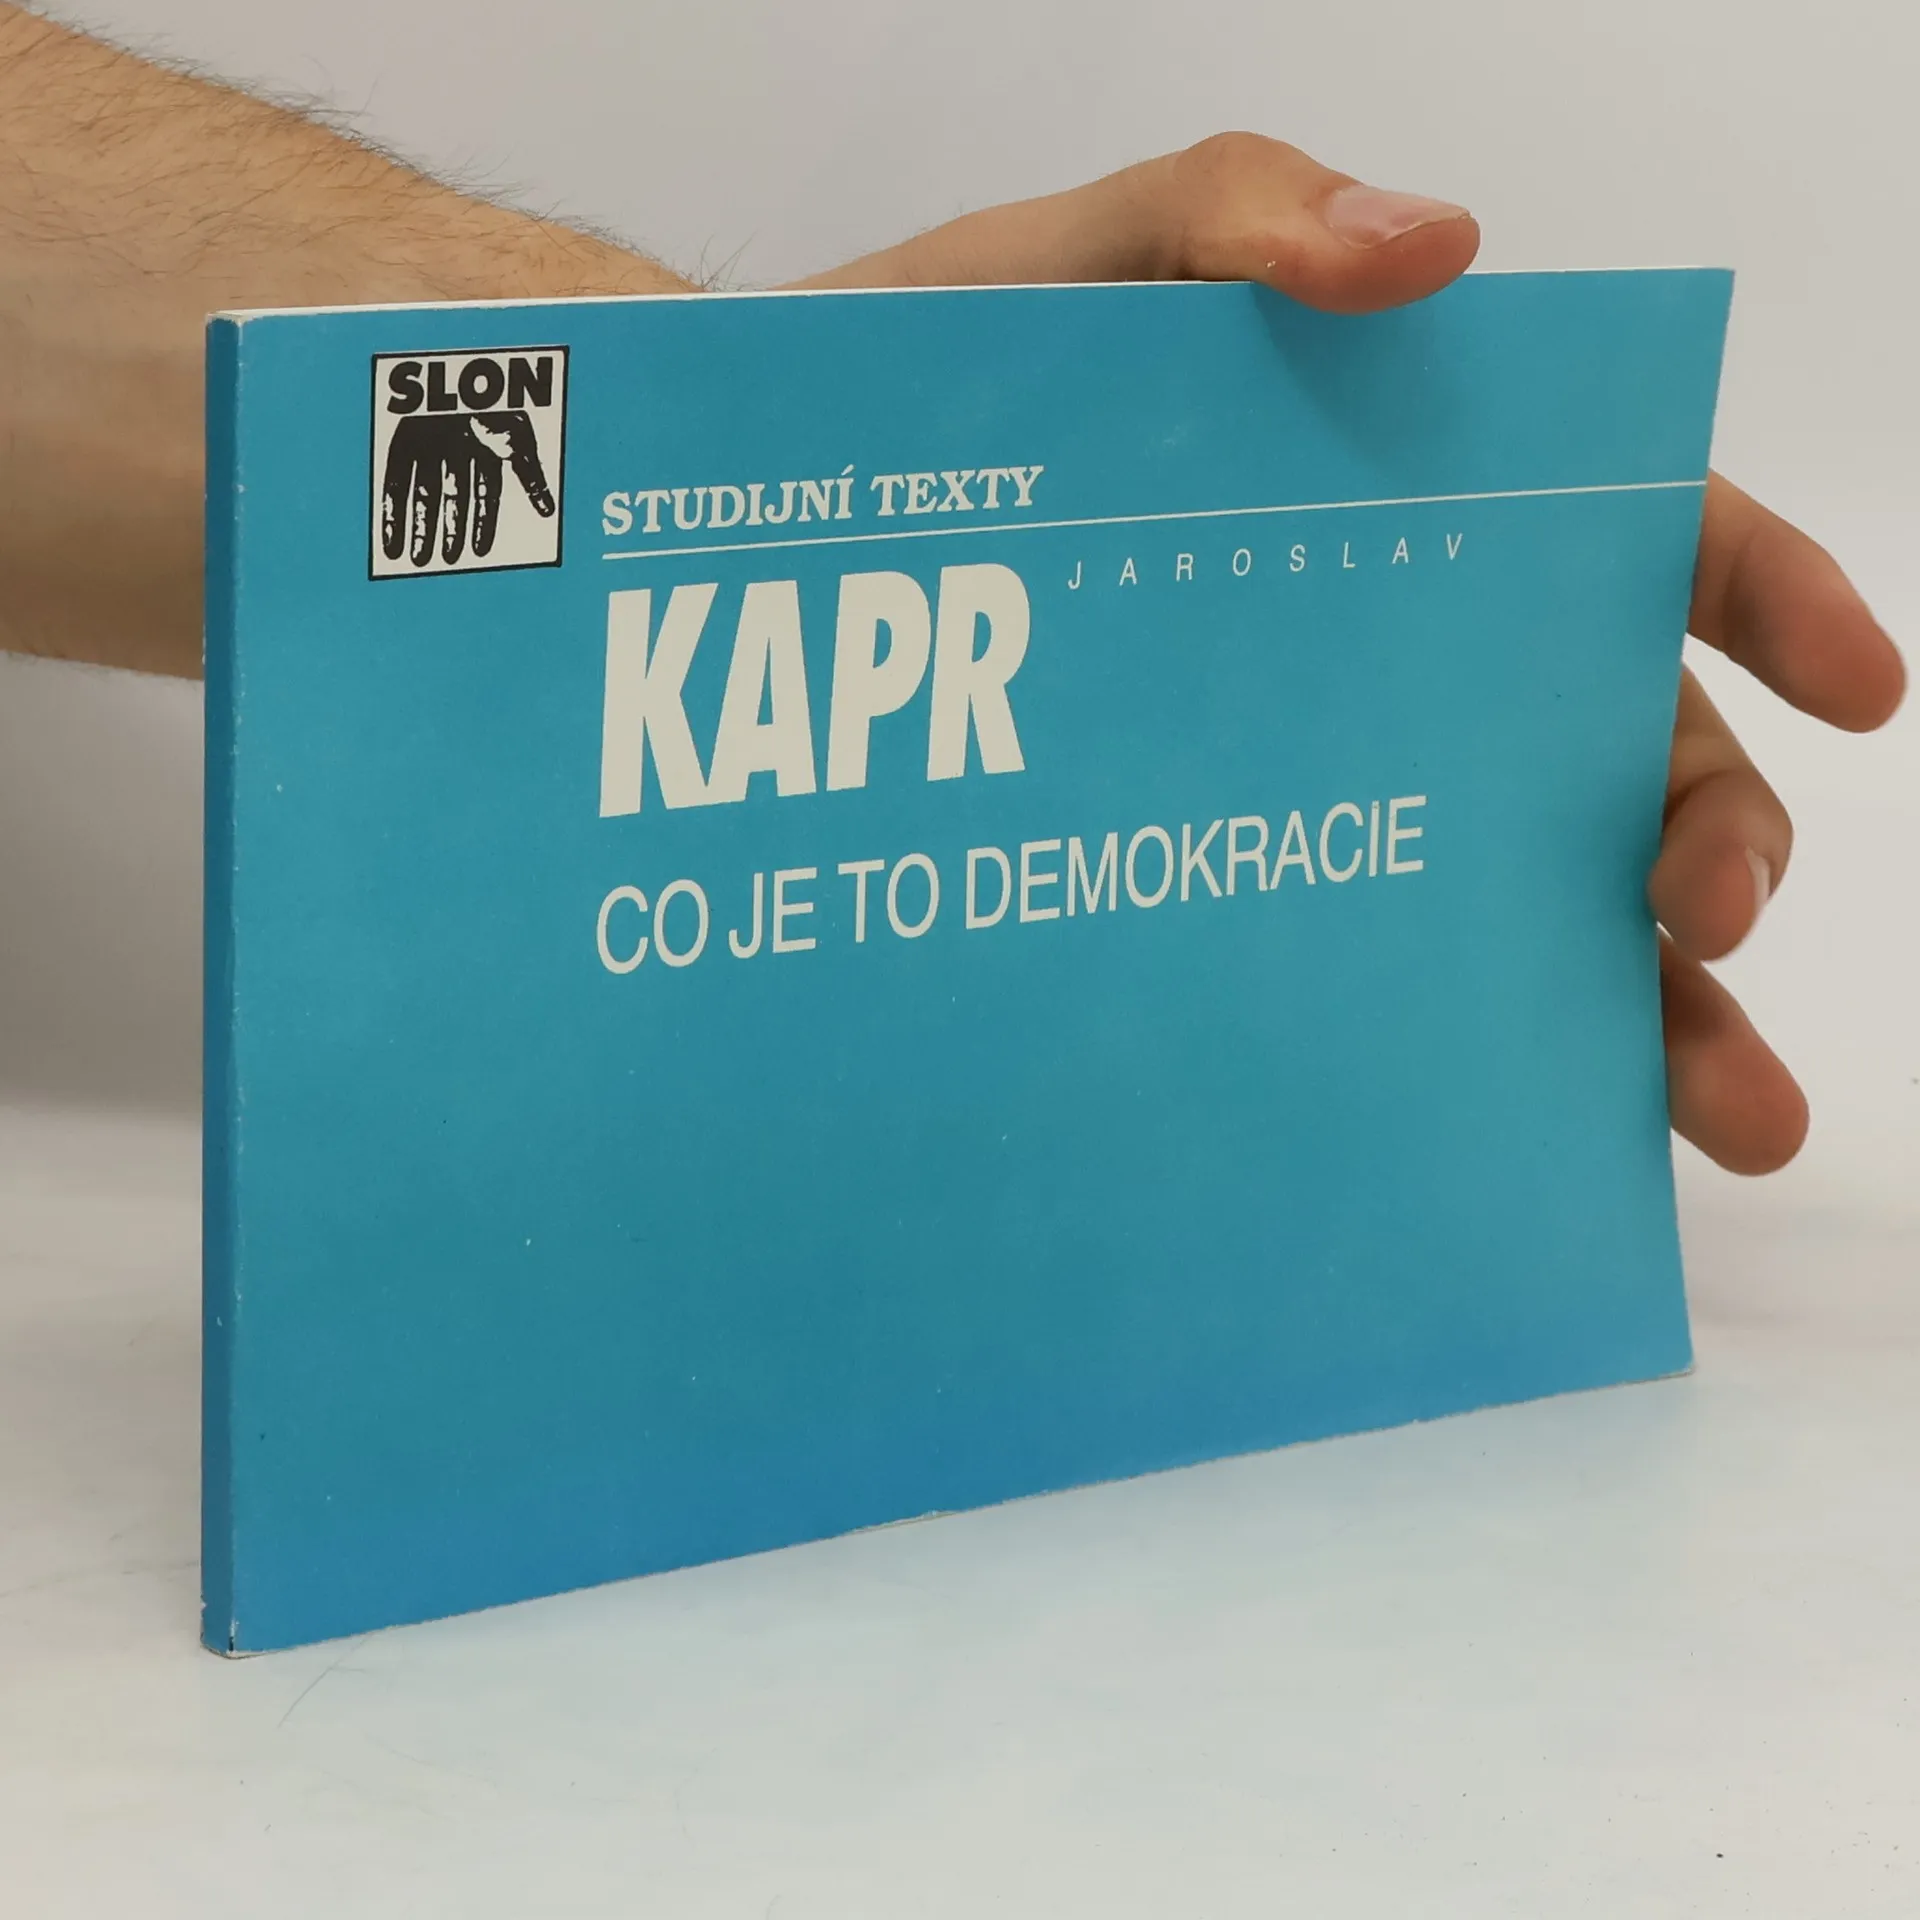 SLON
STUDIJNÍ TEXTY
JAROSLAV
KAPR
CO JE TO DEMOKRACIE